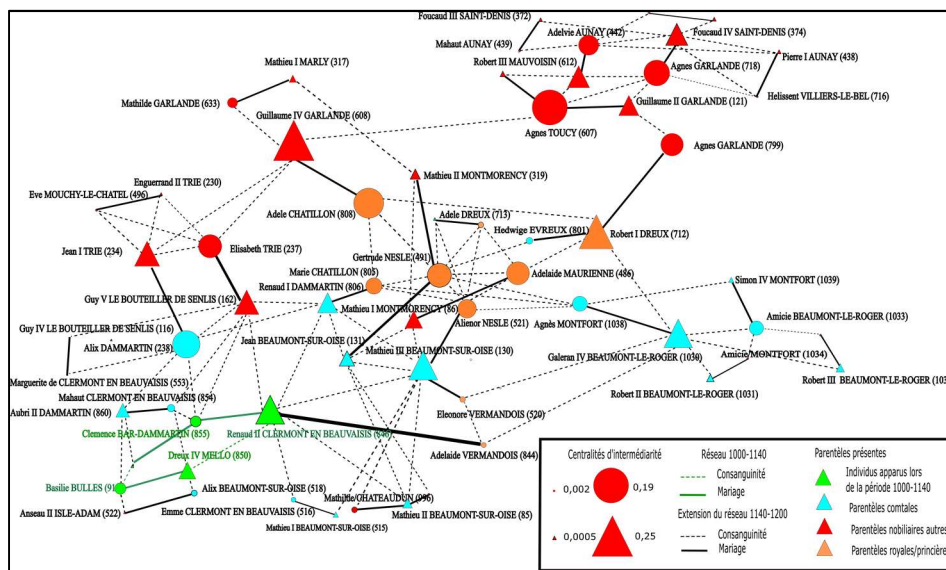 Foucaud III SAINT-DENIS (372)
Adelvie AUNAY (442)
Foucaud IV SAINT-DENIS (374)
Mahaut AUNAY (439)
Pierre I AUNAY (438)
Robert III MAUVOISIN (612)
Agnes GARLANDE (718)
Mathieu I MARLY (317)
Guillaume II GARLANDE (121)
Helissent VILLIERS-LE-BEL (716)
Mathilde GARLANDE (633)
Guillaume IV GARLANDE (608)
Agnes TOUCY (607)
Agnes GARLANDE (799)
Enguerrand II TRIE (230)
Mathieu II MONTMORENCY (319)
Eve MOUCHY-LE-CHATEL (496)
Adele CHATILLON (808)
Adele DREUX (713)
Hedwige EVREUX (801)
Robert I DREUX (712)
Jean I TRIE (234)
Elisabeth TRIE (237)
Gertrude NESLE (491)
Marie CHATILLON (805)
Adelaide MAURIENNE (486)
Simon IV MONTFORT (1039)
Renaud I DAMMARTIN (806)
Guy V LE BOUTEILLER DE SENLIS (162)
Mathieu I MONTMORENCY (86)
Alienor NESLE (521)
Agnès MONTFORT (1038)
Amicie BEAUMONT-LE-ROGER (1033)
Guy IV LE BOUTEILLER DE SENLIS (116)
Jean BEAUMONT-SUR-OISE (131)
Alix DAMMARTIN (238)
Mathieu III BEAUMONT-SUR-OISE (130)
Galeran IV BEAUMONT-LE-ROGER (1030)
Amicie MONTFORT (1034)
Marguerite de CLERMONT EN BEAUVAISIS (553)
Robert III BEAUMONT-LE-ROGER (103
Mahaut CLERMONT-EN BEAUVAISIS (854)
Robert II BEAUMONT-LE-ROGER (1031)
Aubri II DAMMARTIN (860)
Eleonore VERMANDOIS (520)
Clemence BAR-DAMMARTIN (855)
Renaud II CLERMONT EN BEAUVAISIS (846)
Adelaide VERMANDOIS (844)
Dreux IV MELLO (850)
Basilie BULLES (91
Alix BEAUMONT-SUR-OISE (518)
Mathilde CHATEAUDUN (996)
Anseau II ISLE-ADAM (522)
Emme CLERMONT EN BEAUVAISIS (516)
Mathieu II BEAUMONT-SUR-OISE (85)
Mathieu I BEAUMONT-SUR-OISE (515)
Centralités d'intermédiarité
0,002
0,19
0,0005
0,25
Réseau 1000-1140
Consanguinité
Mariage
Extension du réseau 1140-1200
Consanguinité
Mariage
Parentèles présentes
Individus apparus lors
de la période 1000-1140
Parentèles comtales
Parentèles nobiliaires autres
Parentèles royales/princière